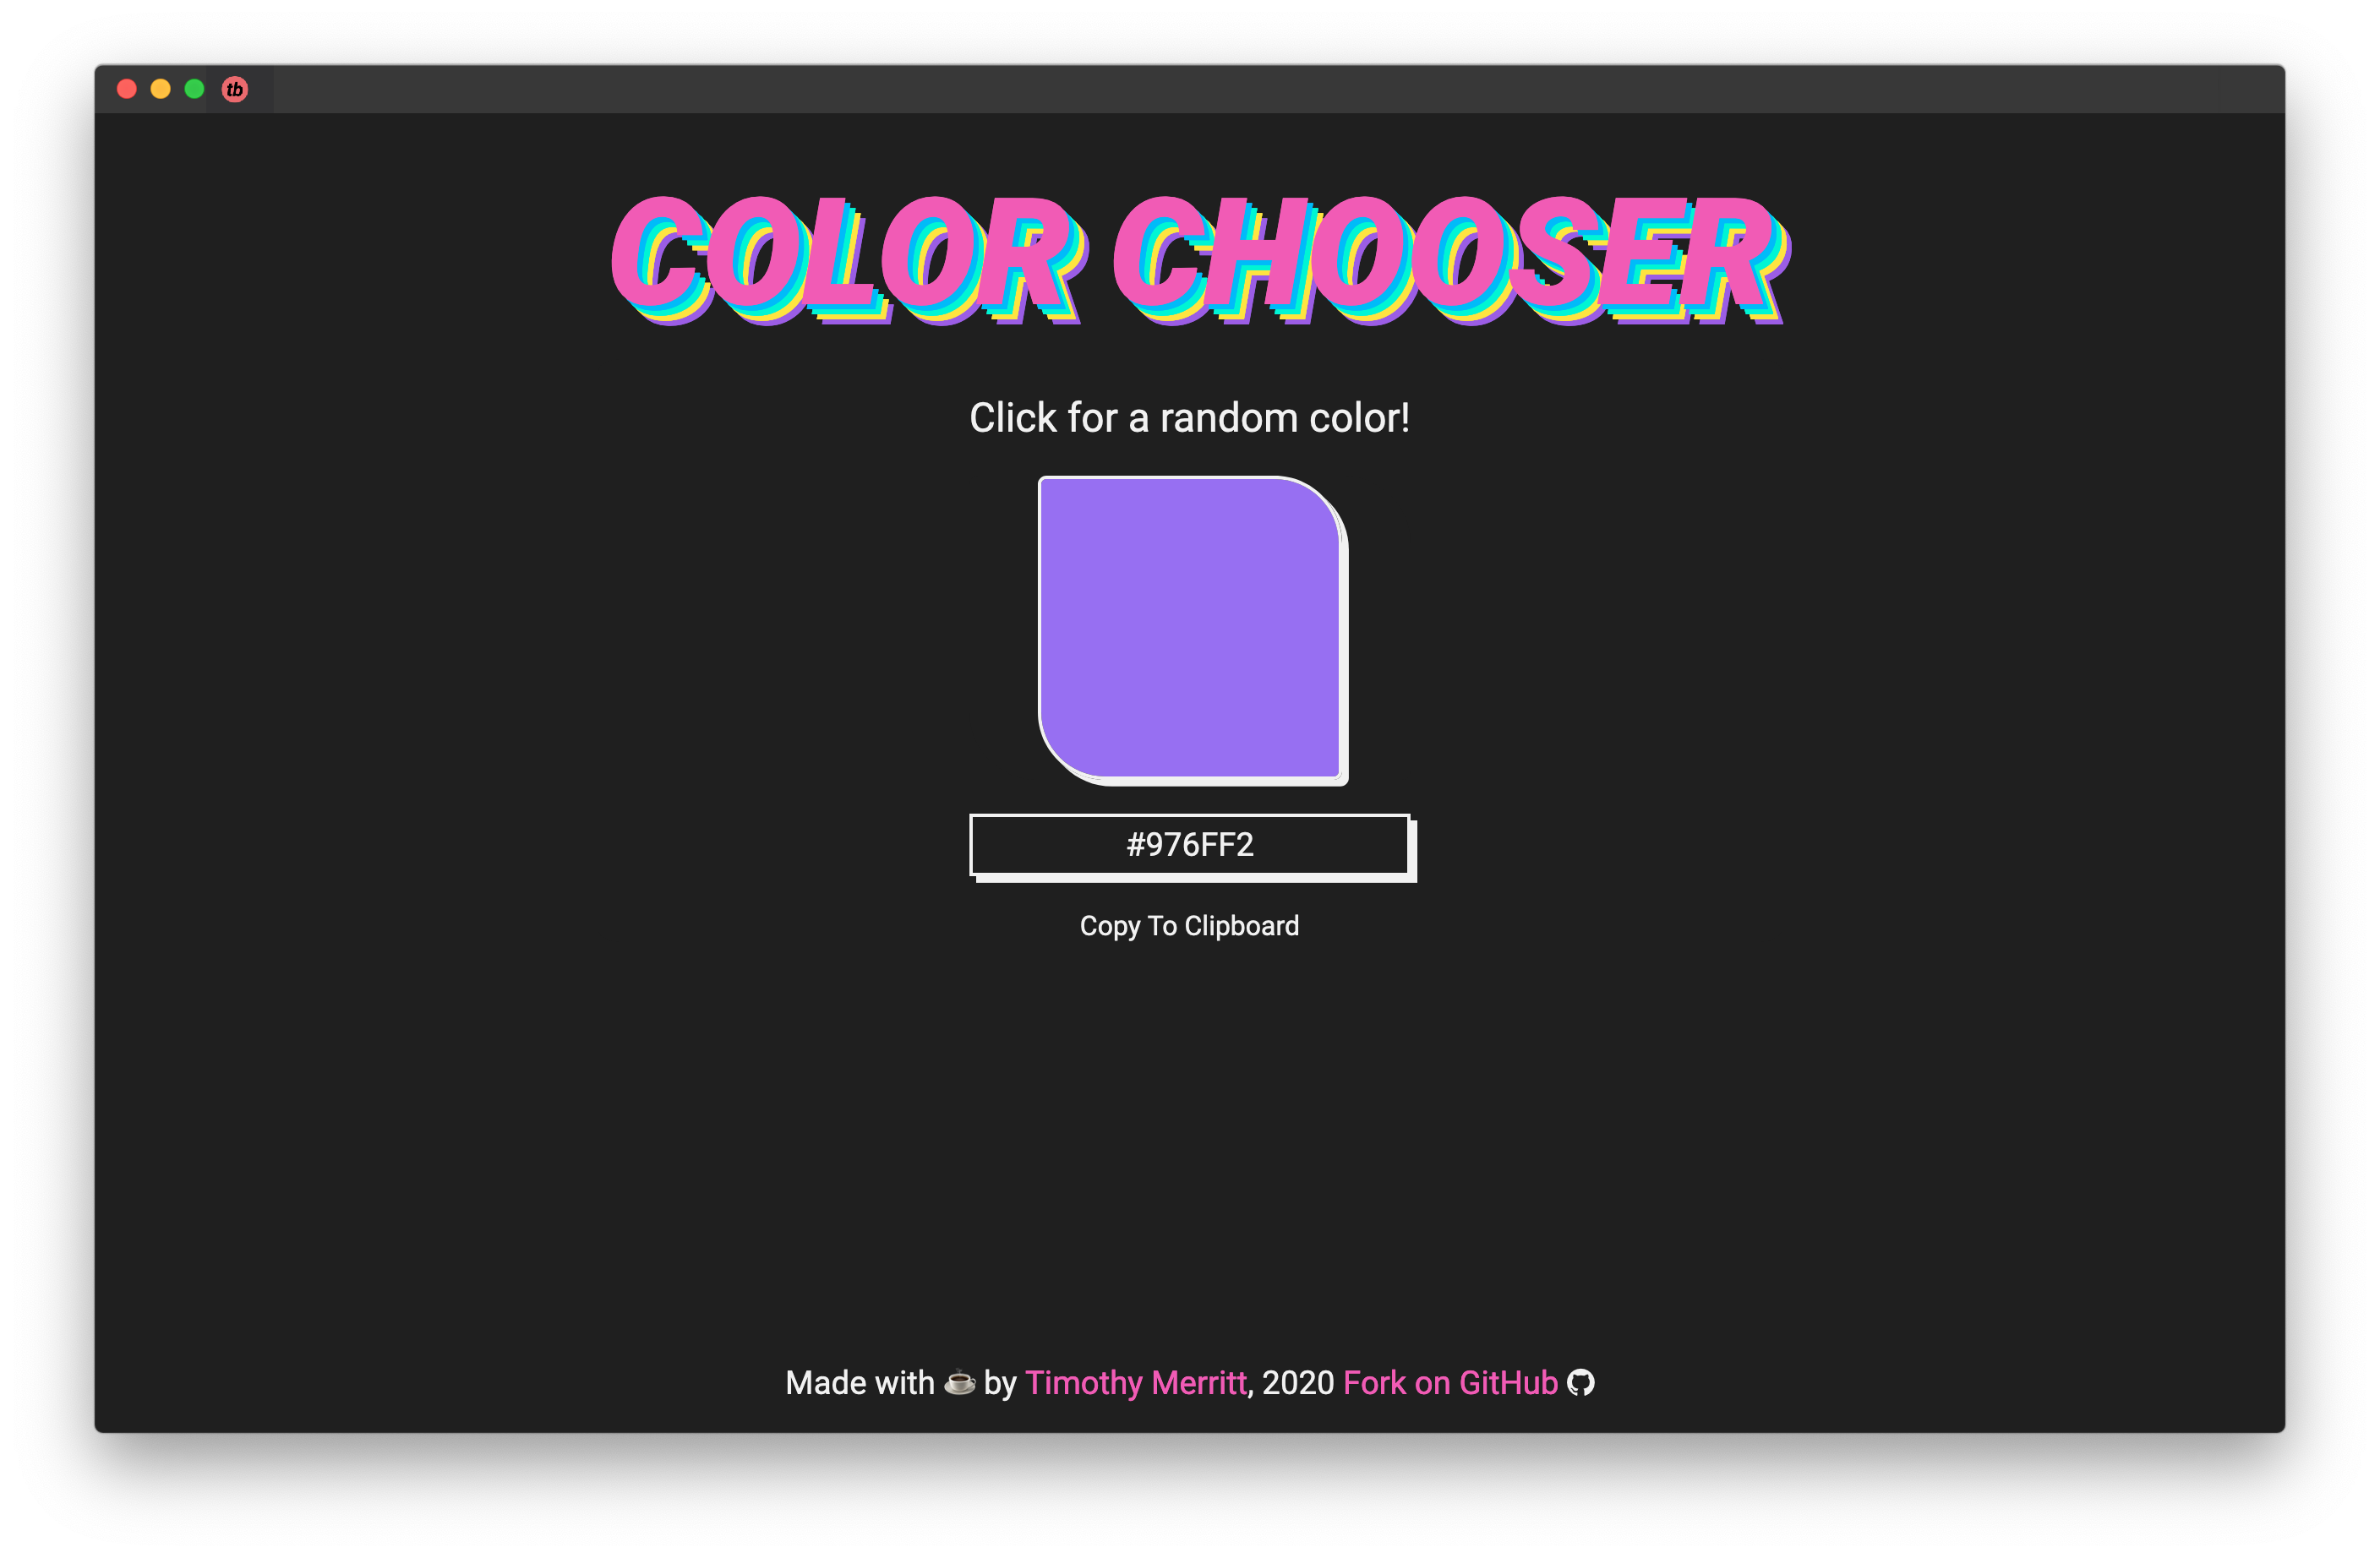 tb
COLOR CHOOSER
Click for a random color!
#976FF2
Copy To Clipboard
Made with ☕ by Timothy Merritt, 2020 Fork on GitHub